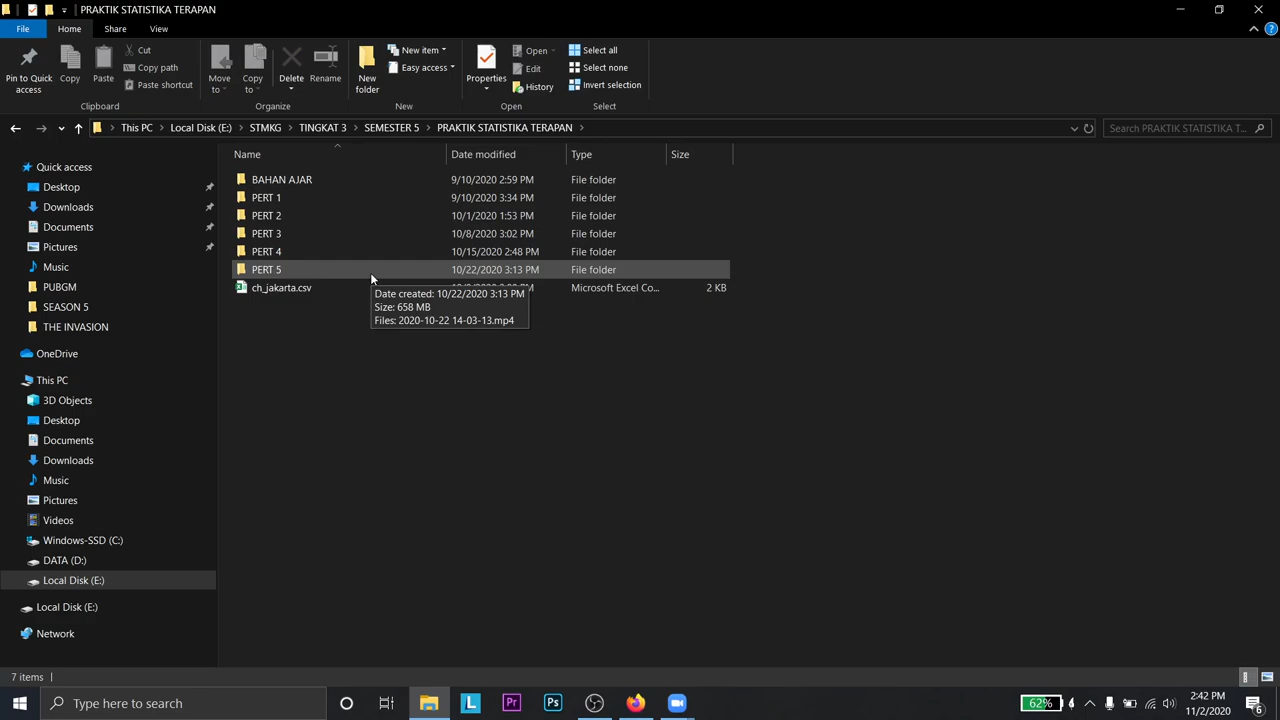 PRAKTIK STATISTIKA TERAPAN
File Home Share View
Pin to Quick access
Copy
Paste
Cut
Copy path
Paste shortcut
Clipboard
Move to
Copy to
Delete
Rename
Organize
New folder
New item
Easy access
New
Properties
Open
Edit
History
Open
Select all
Select none
Invert selection
Select
This PC > Local Disk (E:) > STMKG > TINGKAT 3 > SEMESTER 5 > PRAKTIK STATISTIKA TERAPAN >
Search PRAKTIK STATISTIKA T...
Quick access
Desktop
Downloads
Documents
Pictures
Music
PUBGM
SEASON 5
THE INVASION
OneDrive
This PC
3D Objects
Desktop
Documents
Downloads
Music
Pictures
Videos
Windows-SSD (C:)
DATA (D:)
Local Disk (E:)
Local Disk (E:)
Network
Name Date modified Type Size
BAHAN AJAR 9/10/2020 2:59 PM File folder
PERT 1 9/10/2020 3:34 PM File folder
PERT 2 10/1/2020 1:53 PM File folder
PERT 3 10/8/2020 3:02 PM File folder
PERT 4 10/15/2020 2:48 PM File folder
PERT 5 10/22/2020 3:13 PM File folder
ch_jakarta.csv Microsoft Excel Co... 2 KB
Date created: 10/22/2020 3:13 PM
Size: 658 MB
Files: 2020-10-22 14-03-13.mp4
7 items
Type here to search
L
Pr
Ps
62%
2:42 PM
11/2/2020
6